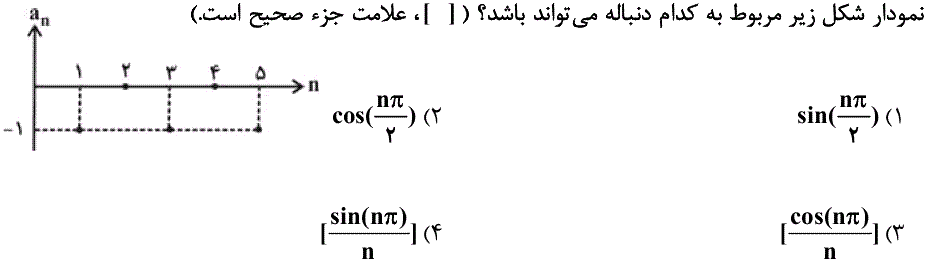 نمودار شکل زیر مربوط به کدام دنباله می‌تواند باشد؟ ( [ ]، علامت جزء صحیح است.)
aₙ
۱ ۲ ۳ ۴ ۵ n
-۱
۱) sin(nπ/۲)
۲) cos(nπ/۲)
۳) [cos(nπ)/n]
۴) [sin(nπ)/n]